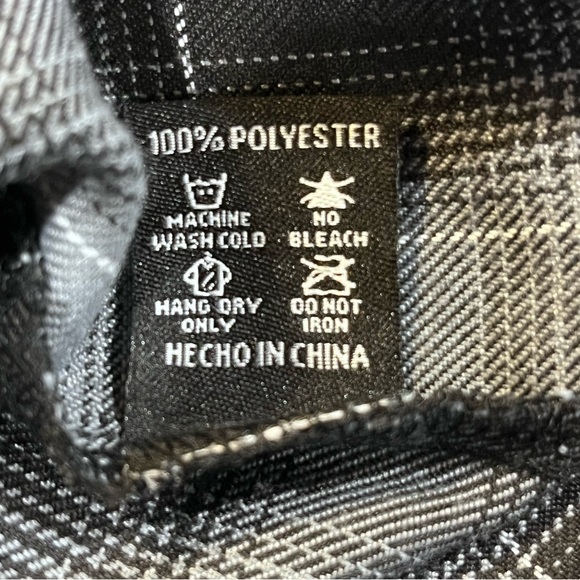 100% POLYESTER
MACHINE
WASH COLD
NO
BLEACH
HANG DRY
ONLY
DO NOT
IRON
HECHO IN CHINA